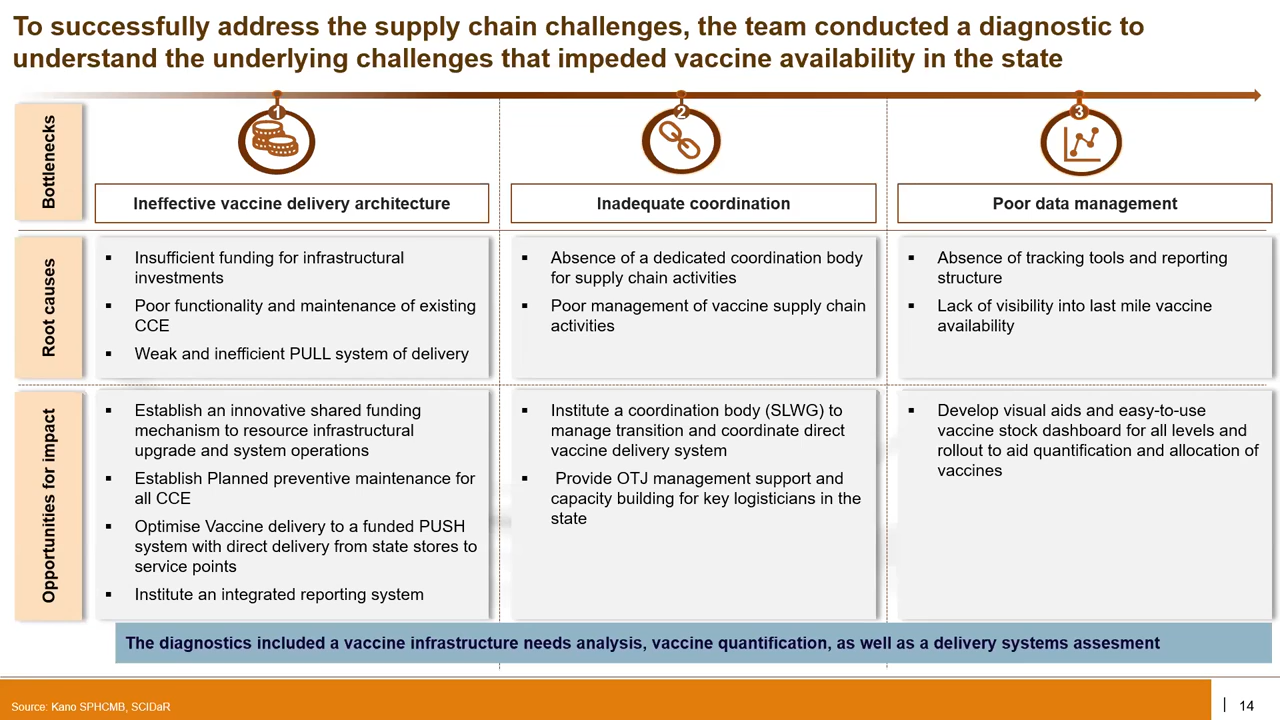 To successfully address the supply chain challenges, the team conducted a diagnostic to
understand the underlying challenges that impeded vaccine availability in the state
Bottlenecks
1
2
3
Ineffective vaccine delivery architecture
Inadequate coordination
Poor data management
Root causes
▪ Insufficient funding for infrastructural
investments
▪ Poor functionality and maintenance of existing
CCE
▪ Weak and inefficient PULL system of delivery
▪ Absence of a dedicated coordination body
for supply chain activities
▪ Poor management of vaccine supply chain
activities
▪ Absence of tracking tools and reporting
structure
▪ Lack of visibility into last mile vaccine
availability
Opportunities for impact
▪ Establish an innovative shared funding
mechanism to resource infrastructural
upgrade and system operations
▪ Establish Planned preventive maintenance for
all CCE
▪ Optimise Vaccine delivery to a funded PUSH
system with direct delivery from state stores to
service points
▪ Institute an integrated reporting system
▪ Institute a coordination body (SLWG) to
manage transition and coordinate direct
vaccine delivery system
▪ Provide OTJ management support and
capacity building for key logisticians in the
state
▪ Develop visual aids and easy-to-use
vaccine stock dashboard for all levels and
rollout to aid quantification and allocation of
vaccines
The diagnostics included a vaccine infrastructure needs analysis, vaccine quantification, as well as a delivery systems assesment
Source: Kano SPHCMB, SCIDaR
| 14